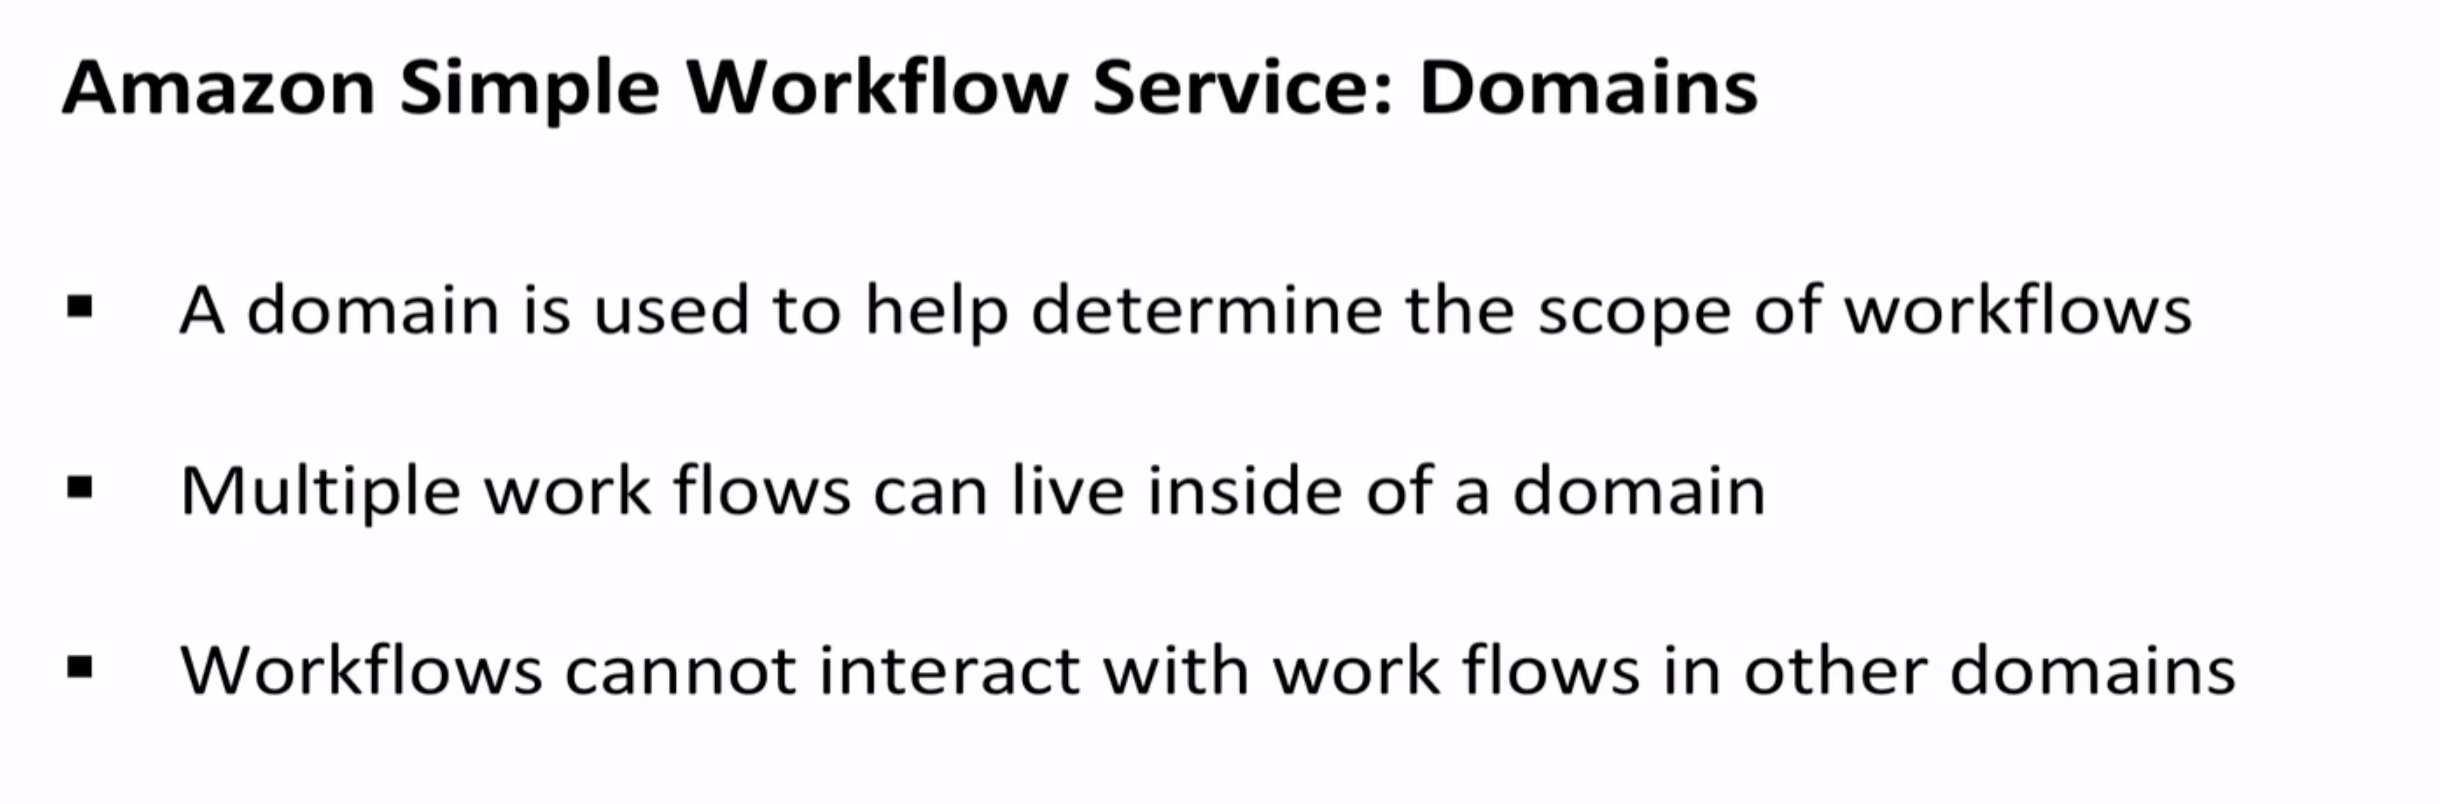 Amazon Simple Workflow Service: Domains
▪ A domain is used to help determine the scope of workflows
▪ Multiple work flows can live inside of a domain
▪ Workflows cannot interact with work flows in other domains